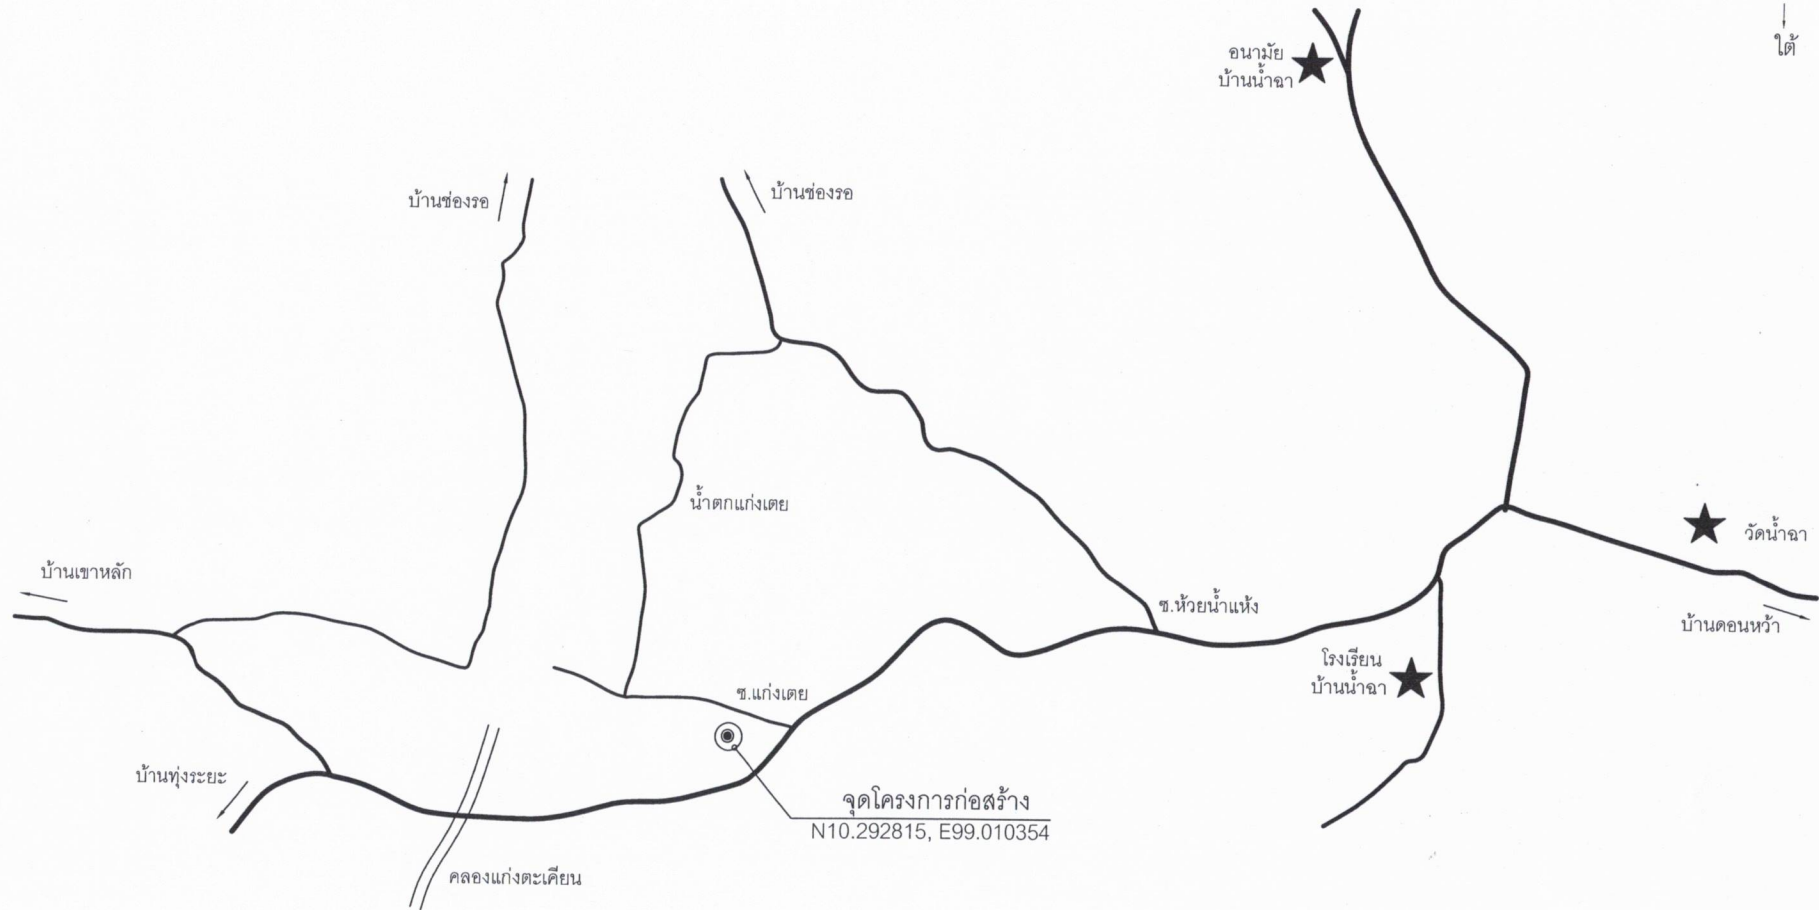 ใต้
อนามัย
บ้านน้ำฉา
บ้านช่องรอ
บ้านช่องรอ
น้ำตกแก่งเตย
วัดน้ำฉา
บ้านเขาหลัก
ซ.ห้วยน้ำแห้ง
บ้านดอนหว้า
โรงเรียน
บ้านน้ำฉา
ซ.แก่งเตย
บ้านทุ่งระยะ
จุดโครงการก่อสร้าง
N10.292815, E99.010354
คลองแก่งตะเคียน